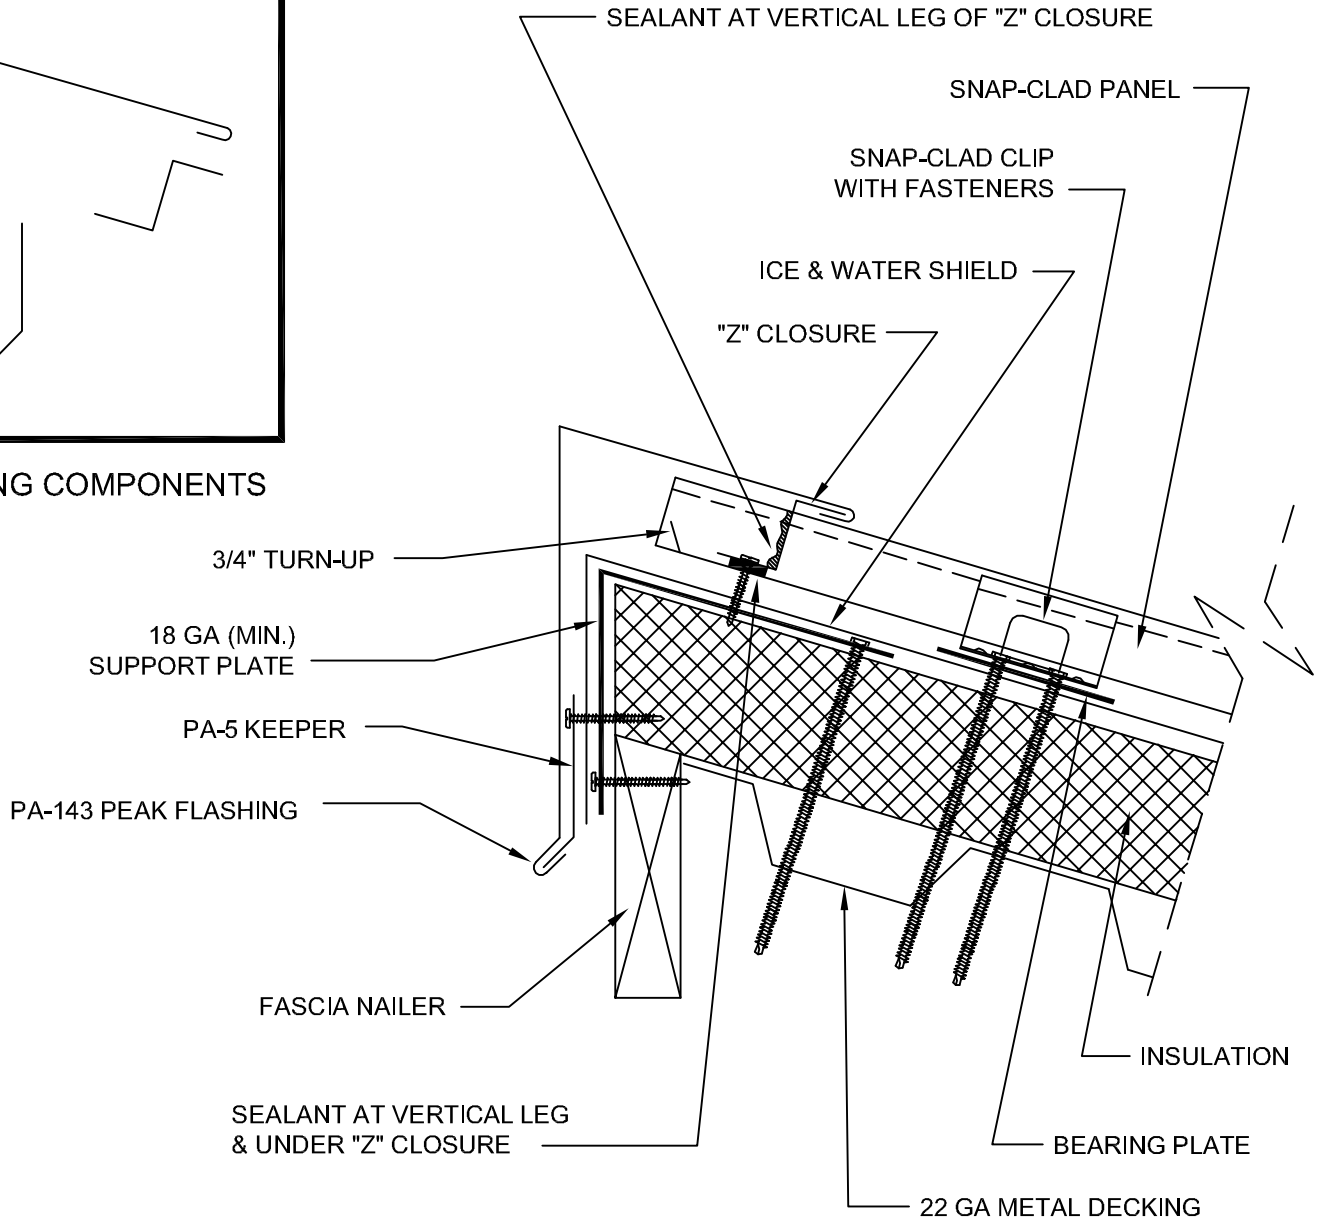 SEALANT AT VERTICAL LEG OF "Z" CLOSURE
SNAP-CLAD PANEL
SNAP-CLAD CLIP
WITH FASTENERS
ICE & WATER SHIELD
"Z" CLOSURE
COMPONENTS
3/4" TURN-UP
18 GA (MIN.)
SUPPORT PLATE
PA-5 KEEPER
PA-143 PEAK FLASHING
FASCIA NAILER
INSULATION
SEALANT AT VERTICAL LEG
& UNDER "Z" CLOSURE
BEARING PLATE
22 GA METAL DECKING